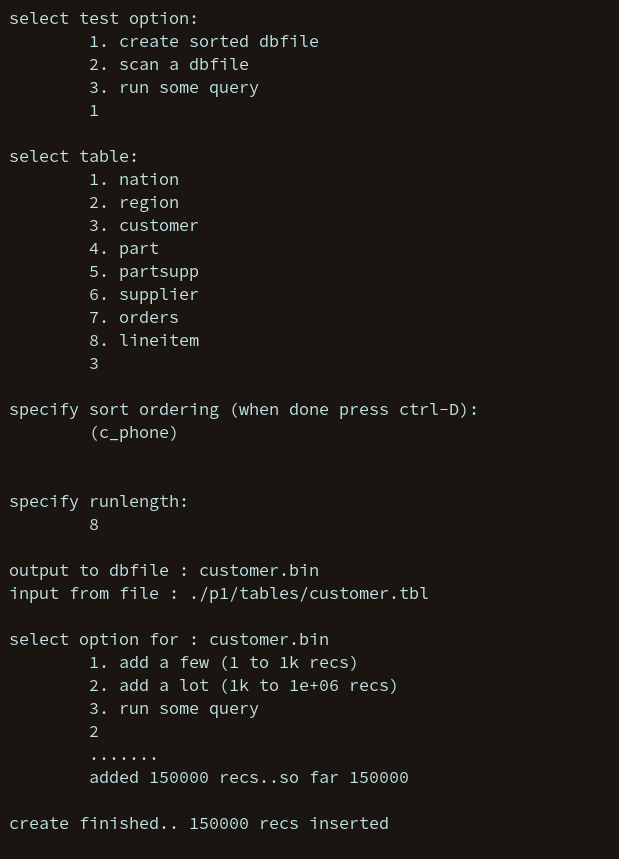 select test option:
1. create sorted dbfile
2. scan a dbfile
3. run some query
1
select table:
1. nation
2. region
3. customer
4. part
5. partsupp
6. supplier
7. orders
8. lineitem
3
specify sort ordering (when done press ctrl-D):
(c_phone)
specify runlength:
8
output to dbfile : customer.bin
input from file : ./p1/tables/customer.tbl
select option for : customer.bin
1. add a few (1 to 1k recs)
2. add a lot (1k to 1e+06 recs)
3. run some query
2
.......
added 150000 recs..so far 150000
create finished.. 150000 recs inserted